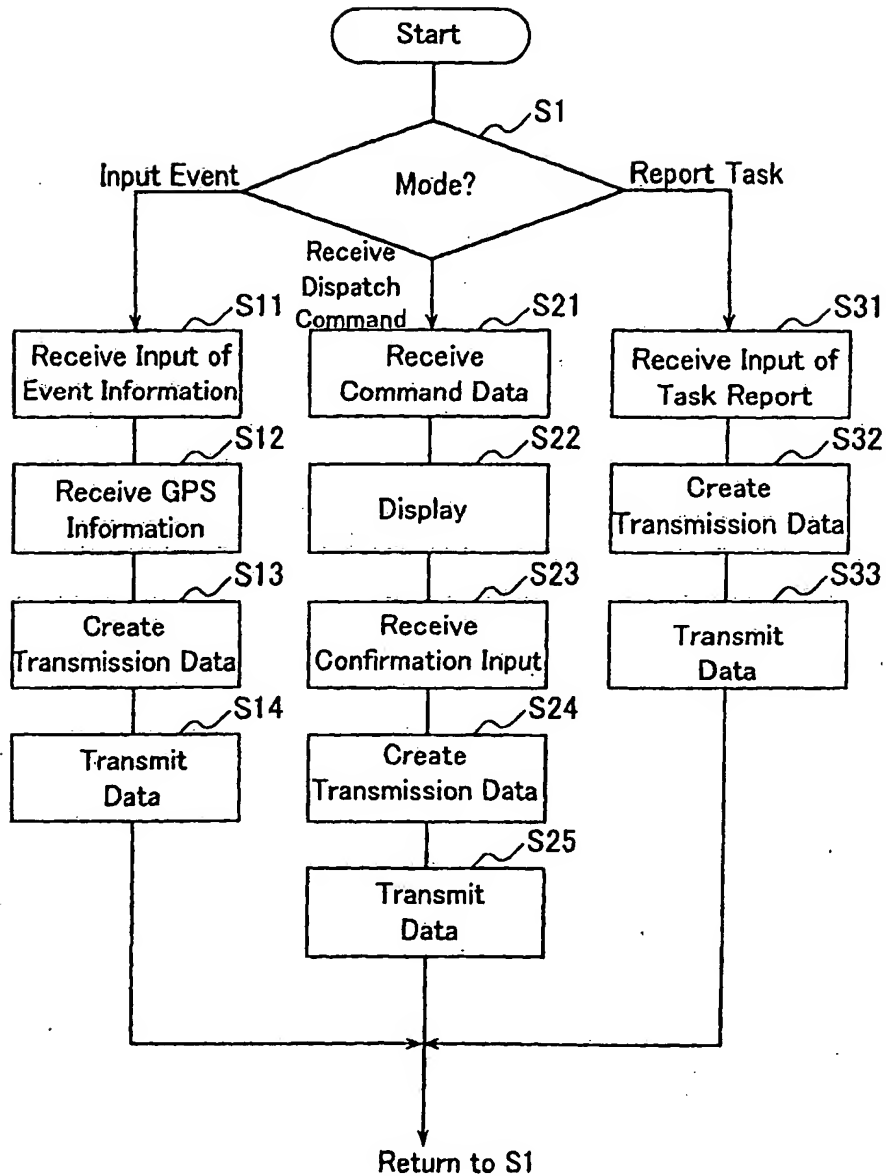 Start
S1
Mode?
Input Event
Report Task
Receive
Dispatch
Command
S11
Receive Input of
Event Information
S12
Receive GPS
Information
S13
Create
Transmission Data
S14
Transmit
Data
S21
Receive
Command Data
S22
Display
S23
Receive
Confirmation Input
S24
Create
Transmission Data
S25
Transmit
Data
S31
Receive Input of
Task Report
S32
Create
Transmission Data
S33
Transmit
Data
Return to S1